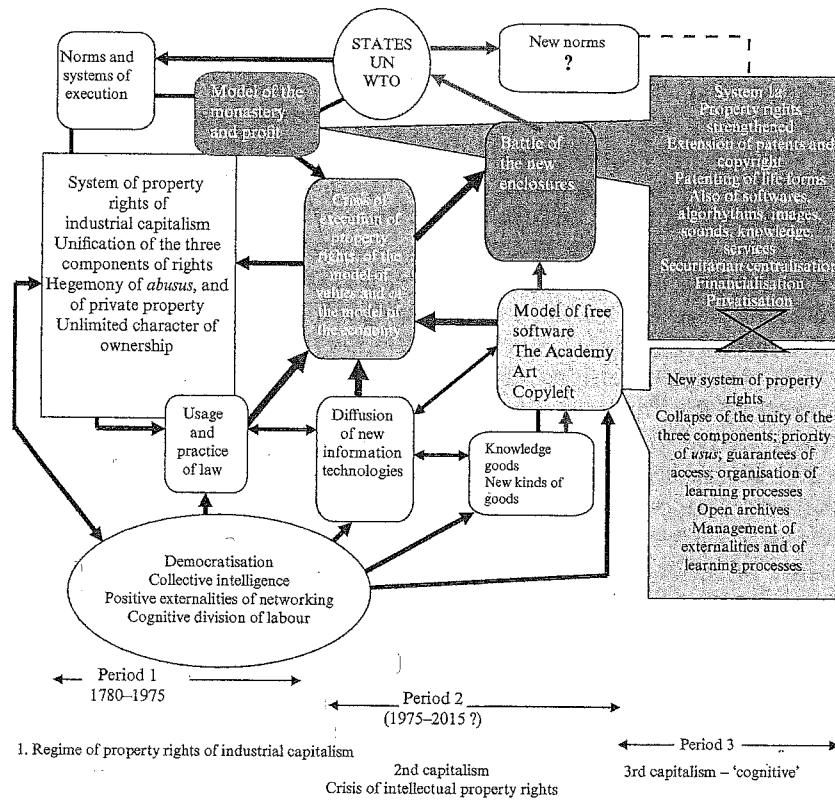 STATES
UN
WTO
New norms
?
Norms and
systems of
execution
Model of the
monastery
and profit
Battle of
the new
enclosures
System 1a
Property rights
strengthened
Extension of patents and
copyright
Patenting of life forms
Also of softwares,
algorhythms, images,
sounds, knowledge,
services
Securitarian centralisation
Financialisation
Privatisation
System of property
rights of
industrial capitalism
Unification of the three
components of rights
Hegemony of abusus, and
of private property
Unlimited character of
ownership
Crisis of
execution of
property
rights, of the
model of
value and of
the model of
the economy
Model of free
software
The Academy
Art
Copyleft
New system of property
rights
Collapse of the unity of the
three components; priority
of usus; guarantees of
access; organisation of
learning processes
Open archives
Management of
externalities and of
learning processes
Usage
and
practice
of law
Diffusion
of new
information
technologies
Knowledge
goods
New kinds of
goods
Democratisation
Collective intelligence
Positive externalities of networking
Cognitive division of labour
Period 1
1780–1975
Period 2
(1975–2015 ?)
Period 3
1. Regime of property rights of industrial capitalism
2nd capitalism
Crisis of intellectual property rights
3rd capitalism – 'cognitive'